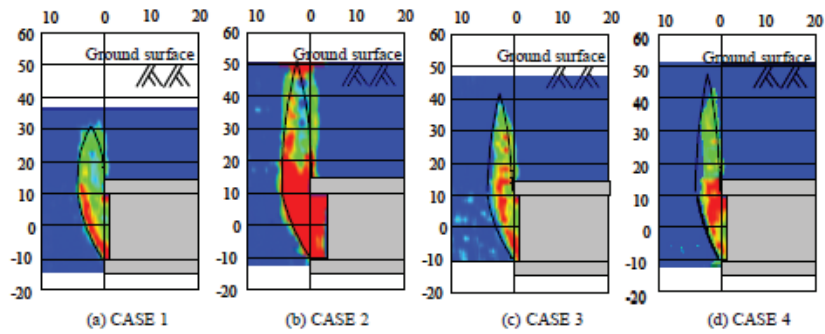 10 0 10 20 10 0 10 20 10 0 10 20 10 0 10 20
60 60 60 60
Ground surface Ground surface Ground surface Ground surface
50 50 50 50
40 40 40 40
30 30 30 30
20 20 20 20
10 10 10 10
0 0 0 0
-10 -10 -10 -10
-20 -20 -20 -20
(a) CASE 1 (b) CASE 2 (c) CASE 3 (d) CASE 4